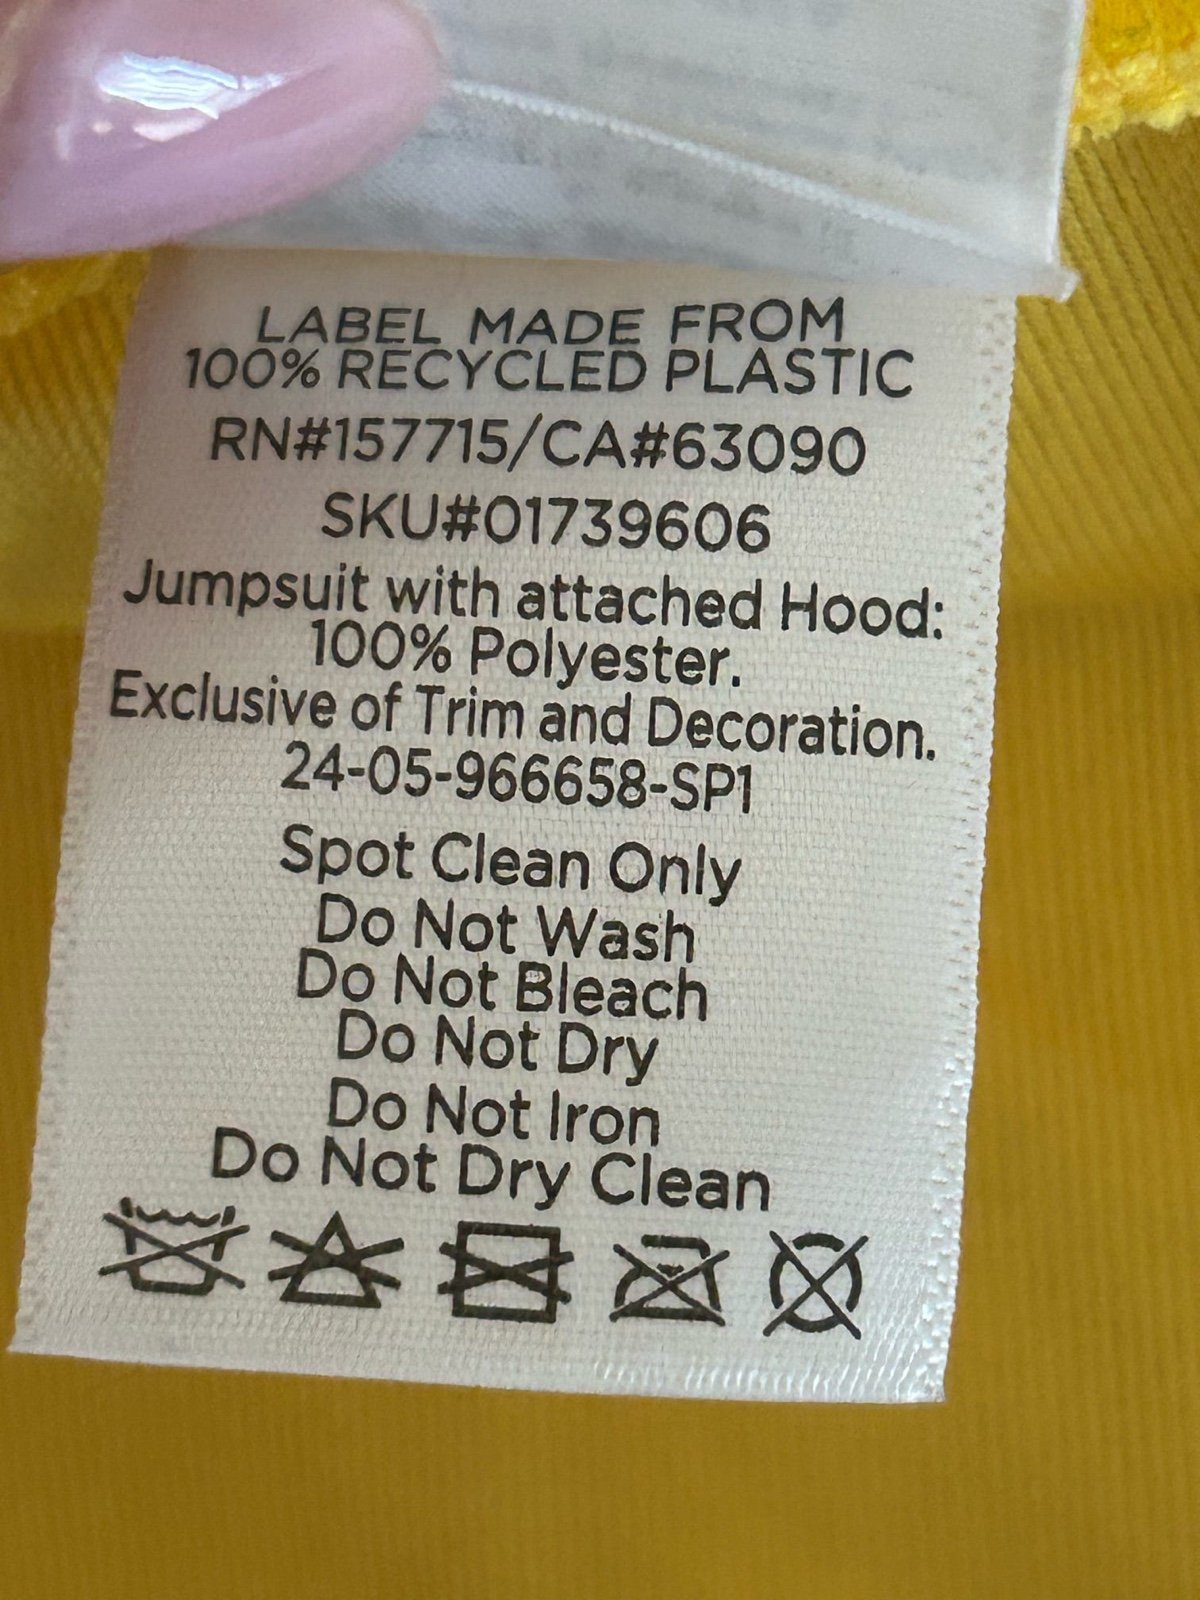 LABEL MADE FROM
100% RECYCLED PLASTIC
RN#157715/CA#63090
SKU#01739606
Jumpsuit with attached Hood:
100% Polyester.
Exclusive of Trim and Decoration.
24-05-966658-SP1
Spot Clean Only
Do Not Wash
Do Not Bleach
Do Not Dry
Do Not Iron
Do Not Dry Clean